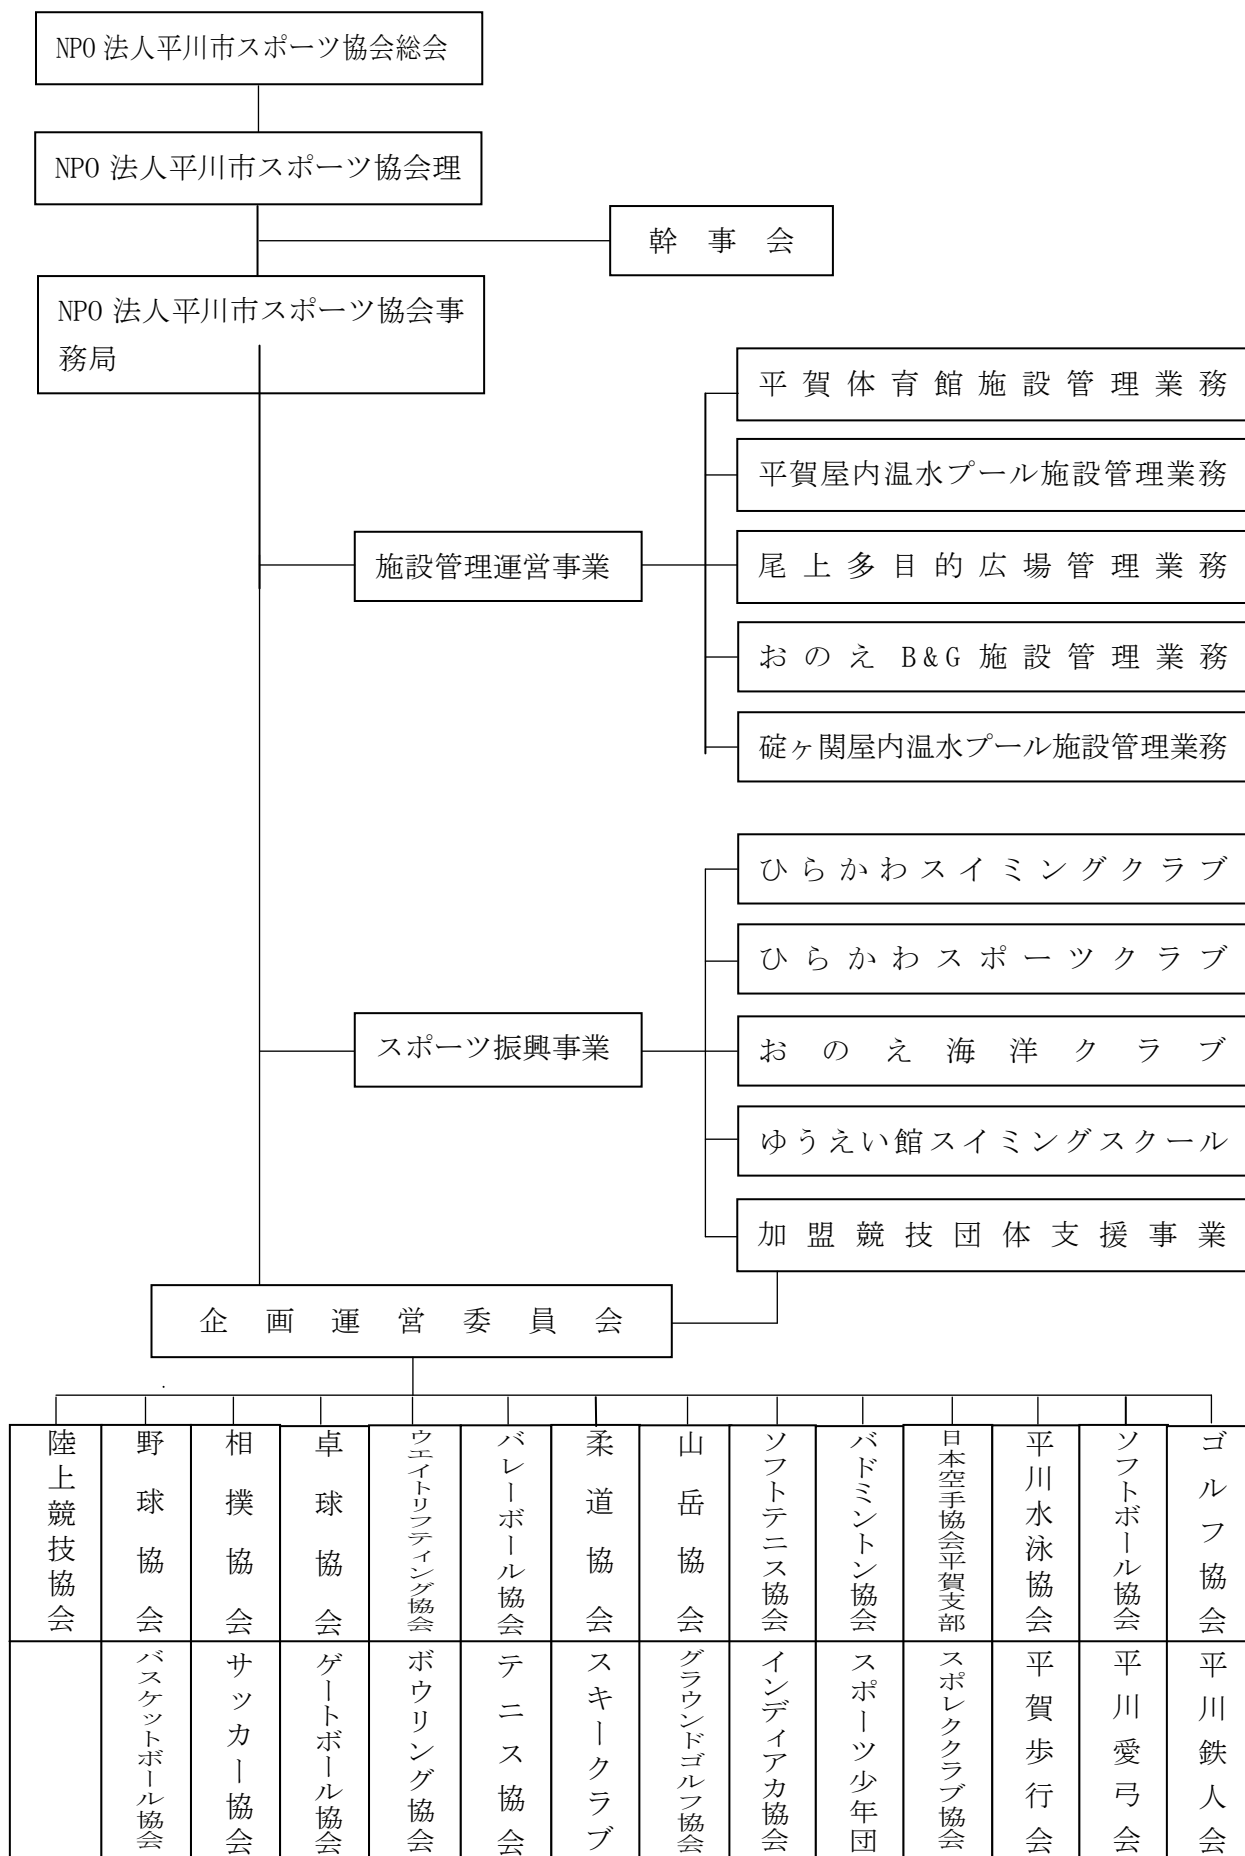 NPO 法人平川市スポーツ協会総会
NPO 法人平川市スポーツ協会理
幹事会
NPO 法人平川市スポーツ協会事
務局
平賀体育館施設管理業務
平賀屋内温水プール施設管理業務
施設管理運営事業
尾上多目的広場管理業務
おのえ B&G 施設管理業務
碇ヶ関屋内温水プール施設管理業務
ひらかわスイミングクラブ
ひらかわスポーツクラブ
スポーツ振興事業
おのえ海洋クラブ
ゆうえい館スイミングスクール
加盟競技団体支援事業
企画運営委員会
陸上競技協会
野球協会
相撲協会
卓球協会
ウエイトリフティング協会
バレーボール協会
柔道協会
山岳協会
ソフトテニス協会
バドミントン協会
日本空手協会平賀支部
平川水泳協会
ソフトボール協会
ゴルフ協会
バスケットボール協会
サッカー協会
ゲートボール協会
ボウリング協会
テニス協会
スキークラブ
グラウンドゴルフ協会
インディアカ協会
スポーツ少年団
スポレククラブ協会
平賀歩行会
平川愛弓会
平川鉄人会